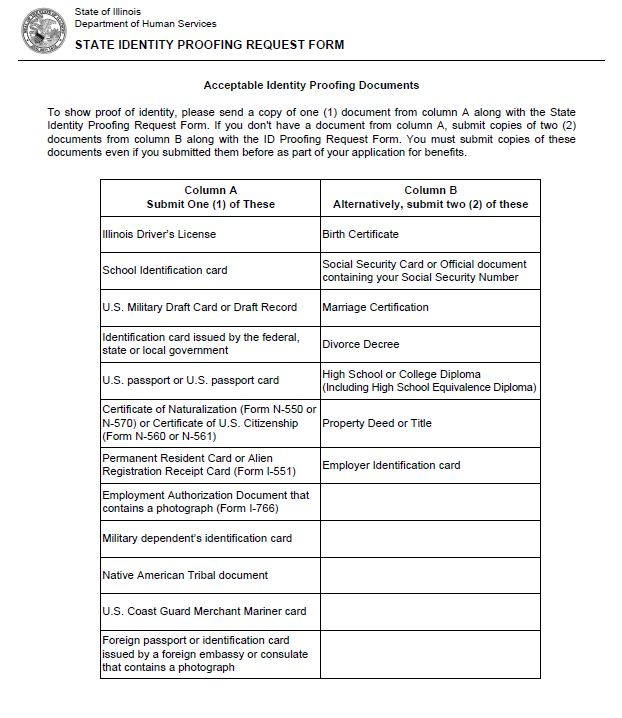 State of Illinois
Department of Human Services
STATE IDENTITY PROOFING REQUEST FORM
Acceptable Identity Proofing Documents
To show proof of identity, please send a copy of one (1) document from column A along with the State
Identity Proofing Request Form. If you don't have a document from column A, submit copies of two (2)
documents from column B along with the ID Proofing Request Form. You must submit copies of these
documents even if you submitted them before as part of your application for benefits.
Column A
Submit One (1) of These
Column B
Alternatively, submit two (2) of these
Illinois Driver's License
Birth Certificate
School Identification card
Social Security Card or Official document
containing your Social Security Number
U.S. Military Draft Card or Draft Record
Marriage Certification
Identification card issued by the federal,
state or local government
Divorce Decree
U.S. passport or U.S. passport card
High School or College Diploma
(Including High School Equivalence Diploma)
Certificate of Naturalization (Form N-550 or
N-570) or Certificate of U.S. Citizenship
(Form N-560 or N-561)
Property Deed or Title
Permanent Resident Card or Alien
Registration Receipt Card (Form I-551)
Employer Identification card
Employment Authorization Document that
contains a photograph (Form I-766)
Military dependent's identification card
Native American Tribal document
U.S. Coast Guard Merchant Mariner card
Foreign passport or identification card
issued by a foreign embassy or consulate
that contains a photograph